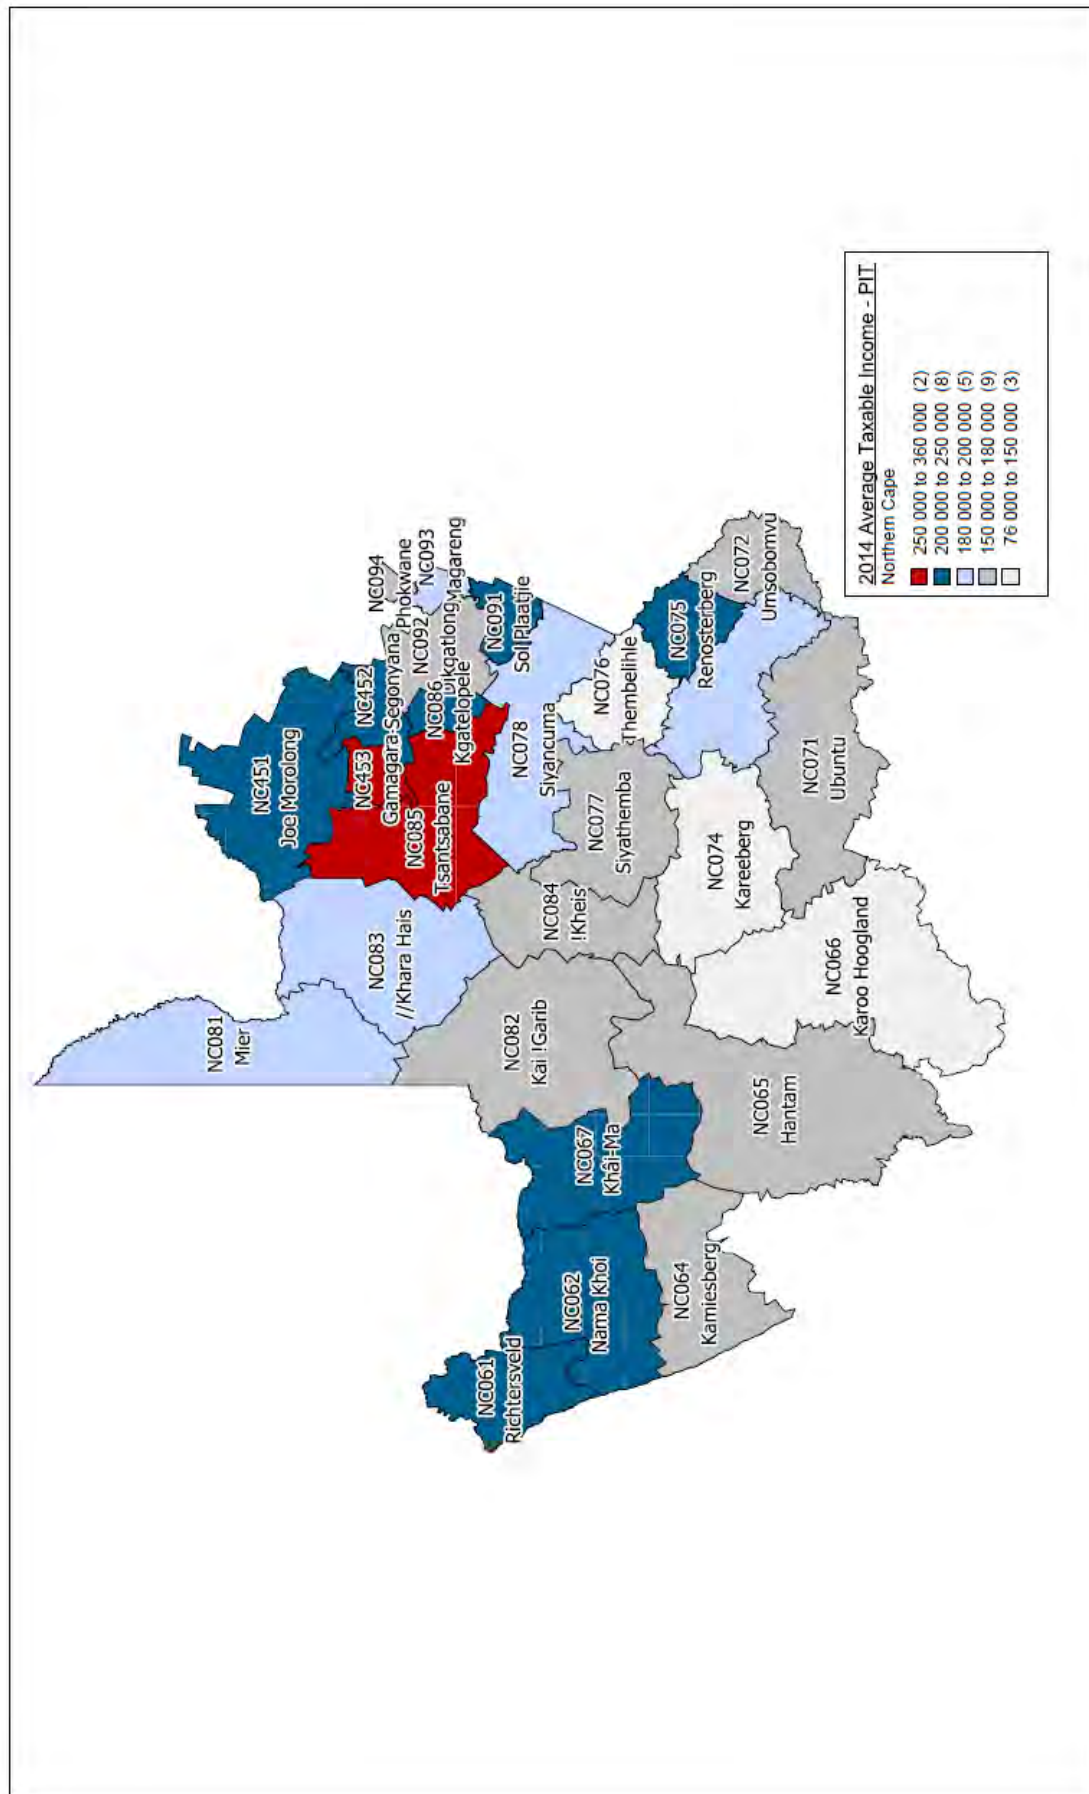 NC081
Mier
NC083
//Khara Hais
NC451
Joe Morolong
NC453
Gamagara
NC452
Ga-Segonyana
NC094
Phokwane
NC093
Magareng
NC092
Dikgatlong
NC091
Sol Plaatjie
NC086
Kgatelopele
NC085
Tsantsabane
NC061
Richtersveld
NC062
Nama Khoi
NC067
Khâi-Ma
NC082
Kai !Garib
NC084
!Kheis
NC078
Siyancuma
NC077
Siyathemba
NC076
Thembelihle
NC075
Renosterberg
NC072
Umsobomvu
NC064
Kamiesberg
NC065
Hantam
NC066
Karoo Hoogland
NC074
Kareeberg
NC071
Ubuntu
2014 Average Taxable Income - PIT
Northern Cape
250 000 to 360 000 (2)
200 000 to 250 000 (8)
180 000 to 200 000 (5)
150 000 to 180 000 (9)
76 000 to 150 000 (3)